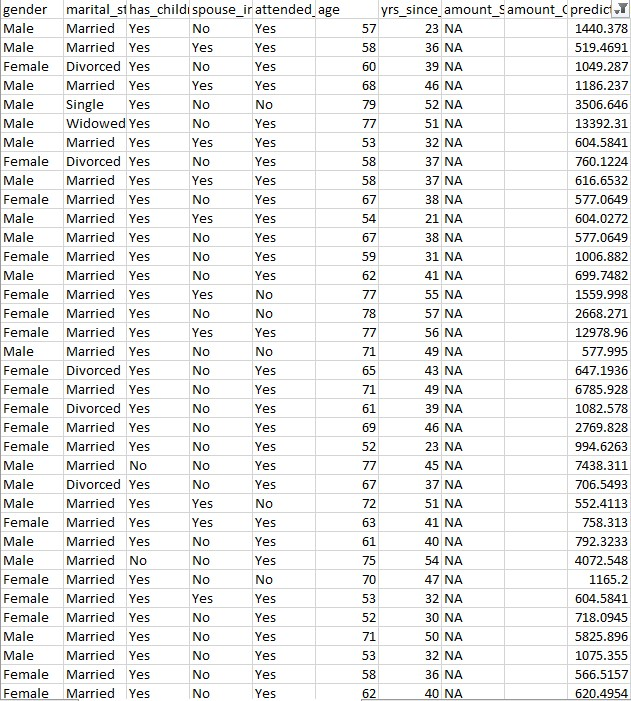 gender marital_st has_childr spouse_ir attended_ age yrs_since_ amount_S amount_C predict
Male Married Yes No Yes 57 23 NA 1440.378
Male Married Yes Yes Yes 58 36 NA 519.4691
Female Divorced Yes No Yes 60 39 NA 1049.287
Male Married Yes Yes Yes 68 46 NA 1186.237
Male Single Yes No No 79 52 NA 3506.646
Male Widowed Yes No Yes 77 51 NA 13392.31
Male Married Yes Yes Yes 53 32 NA 604.5841
Female Divorced Yes No Yes 58 37 NA 760.1224
Male Married Yes Yes Yes 58 37 NA 616.6532
Female Married Yes No Yes 67 38 NA 577.0649
Male Married Yes Yes Yes 54 21 NA 604.0272
Male Married Yes No Yes 67 38 NA 577.0649
Female Married Yes No Yes 59 31 NA 1006.882
Male Married Yes No Yes 62 41 NA 699.7482
Female Married Yes Yes No 77 55 NA 1559.998
Female Married Yes No No 78 57 NA 2668.271
Female Married Yes Yes Yes 77 56 NA 12978.96
Male Married Yes No No 71 49 NA 577.995
Female Divorced Yes No Yes 65 43 NA 647.1936
Female Married Yes No Yes 71 49 NA 6785.928
Female Divorced Yes No Yes 61 39 NA 1082.578
Female Married Yes No Yes 69 46 NA 2769.828
Female Married Yes No Yes 52 23 NA 994.6263
Male Married No No Yes 77 45 NA 7438.311
Male Divorced Yes No Yes 67 37 NA 706.5493
Male Married Yes Yes No 72 51 NA 552.4113
Female Married Yes Yes Yes 63 41 NA 758.313
Male Married Yes No Yes 61 40 NA 792.3233
Male Married No No Yes 75 54 NA 4072.548
Female Married Yes No No 70 47 NA 1165.2
Female Married Yes Yes Yes 53 32 NA 604.5841
Female Married Yes No Yes 52 30 NA 718.0945
Male Married Yes No Yes 71 50 NA 5825.896
Male Married Yes No Yes 53 32 NA 1075.355
Female Married Yes No Yes 58 36 NA 566.5157
Female Married Yes No Yes 62 40 NA 620.4954